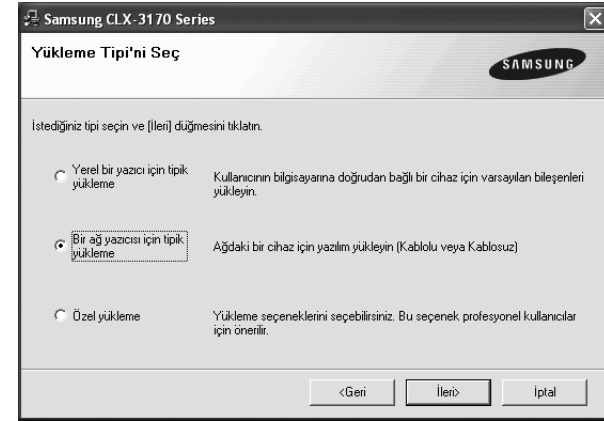 Samsung CLX-3170 Series
Yükleme Tipi'ni Seç
SAMSUNG
İstediğiniz tipi seçin ve [İleri] düğmesini tıklatın.
Yerel bir yazıcı için tipik
yükleme
Kullanıcının bilgisayarına doğrudan bağlı bir cihaz için varsayılan bileşenleri
yükleyin.
Bir ağ yazıcısı için tipik
yükleme
Ağdaki bir cihaz için yazılım yükleyin (Kablolu veya Kablosuz)
Özel yükleme
Yükleme seçeneklerini seçebilirsiniz. Bu seçenek profesyonel kullanıcılar
için önerilir.
<Geri
İleri>
İptal